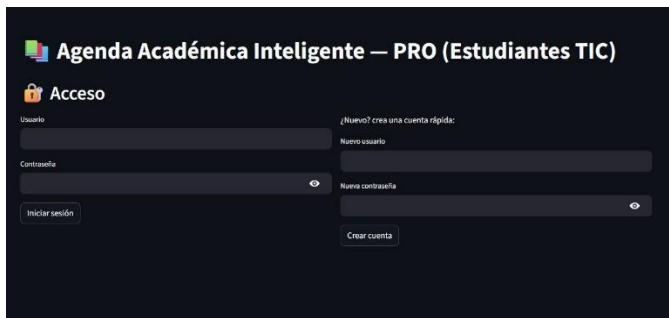 Agenda Académica Inteligente — PRO (Estudiantes TIC)
Acceso
Usuario
Contraseña
Iniciar sesión
¿Nuevo? crea una cuenta rápida:
Nuevo usuario
Nueva contraseña
Crear cuenta